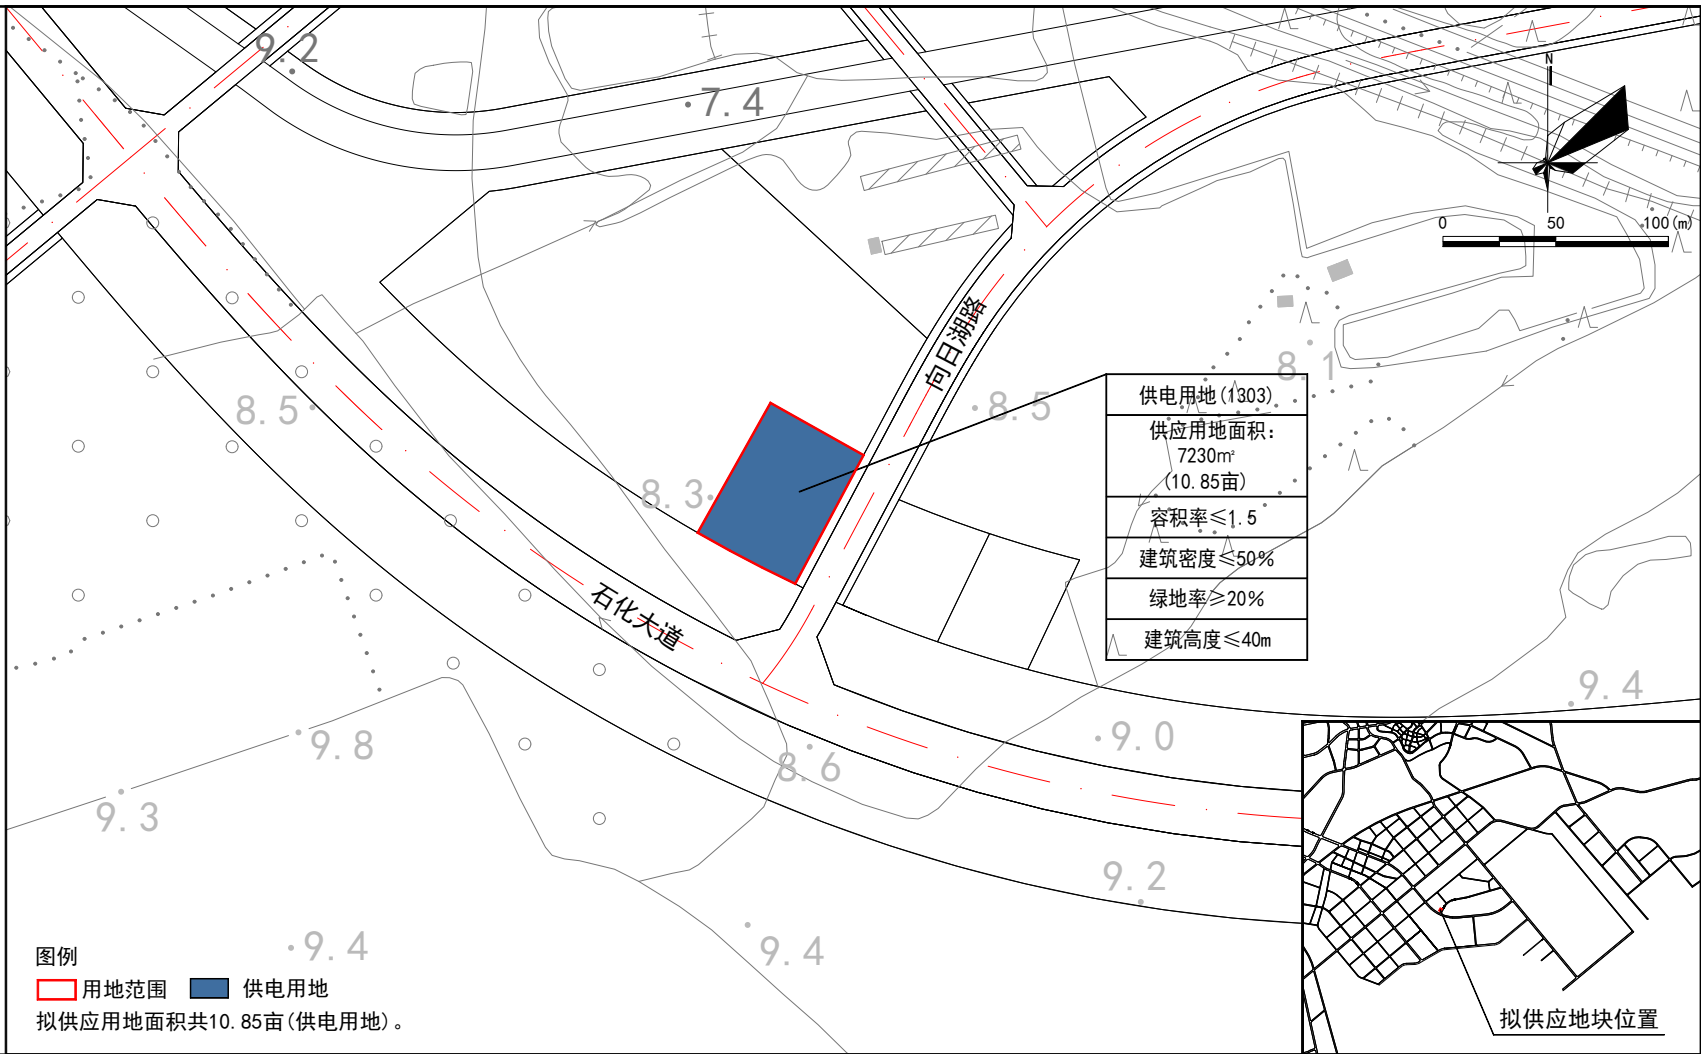 9.2
7.4
N
0 50 100(m)
向日湖路
8.1
8.5
8.5
8.3
供电用地(1303)
供应用地面积:
7230㎡
(10.85亩)
容积率≤1.5
建筑密度≤50%
绿地率≥20%
建筑高度≤40m
石化大道
9.4
9.8
9.0
8.6
9.3
9.2
9.4
9.4
图例
用地范围 供电用地
拟供应用地面积共10.85亩(供电用地)。
拟供应地块位置